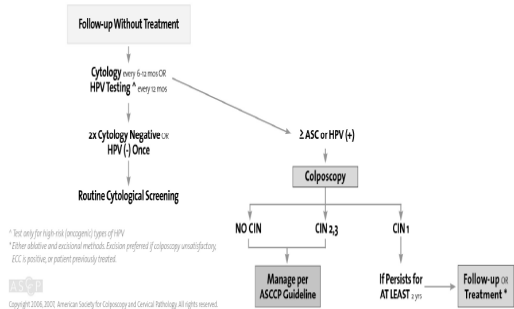 Follow-up Without Treatment
Cytology every 6-12 mos OR
HPV Testing ^ every 12 mos
2x Cytology Negative OR
HPV (-) Once
≥ ASC or HPV (+)
Colposcopy
Routine Cytological Screening
NO CIN
CIN 2,3
CIN 1
^ Test only for high-risk (oncogenic) types of HPV
* Either ablative and excisional methods. Excision preferred if colposcopy unsatisfactory,
ECC is positive, or patient previously treated.
Manage per
ASCCP Guideline
If Persists for
AT LEAST 2 yrs
Follow-up OR
Treatment *
Copyright 2006, 2007, American Society for Colposcopy and Cervical Pathology. All rights reserved.